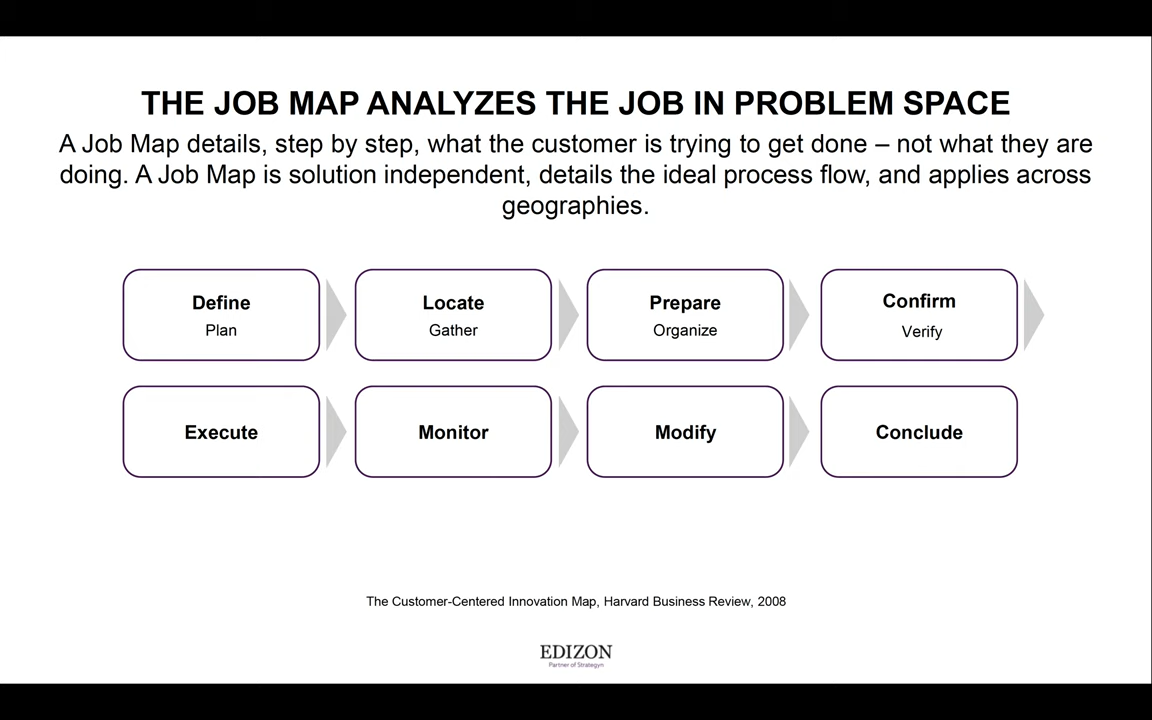 THE JOB MAP ANALYZES THE JOB IN PROBLEM SPACE
A Job Map details, step by step, what the customer is trying to get done – not what they are
doing. A Job Map is solution independent, details the ideal process flow, and applies across
geographies.
Define
Plan
Locate
Gather
Prepare
Organize
Confirm
Verify
Execute
Monitor
Modify
Conclude
The Customer-Centered Innovation Map, Harvard Business Review, 2008
EDIZON
Partner of Strategyn